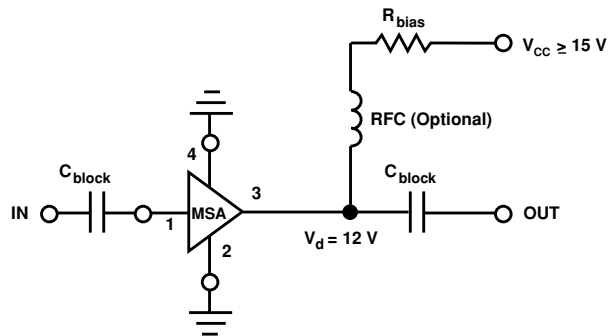 R_bias
V_CC ≥ 15 V
RFC (Optional)
C_block
C_block
4
3
IN
1
MSA
2
V_d = 12 V
OUT